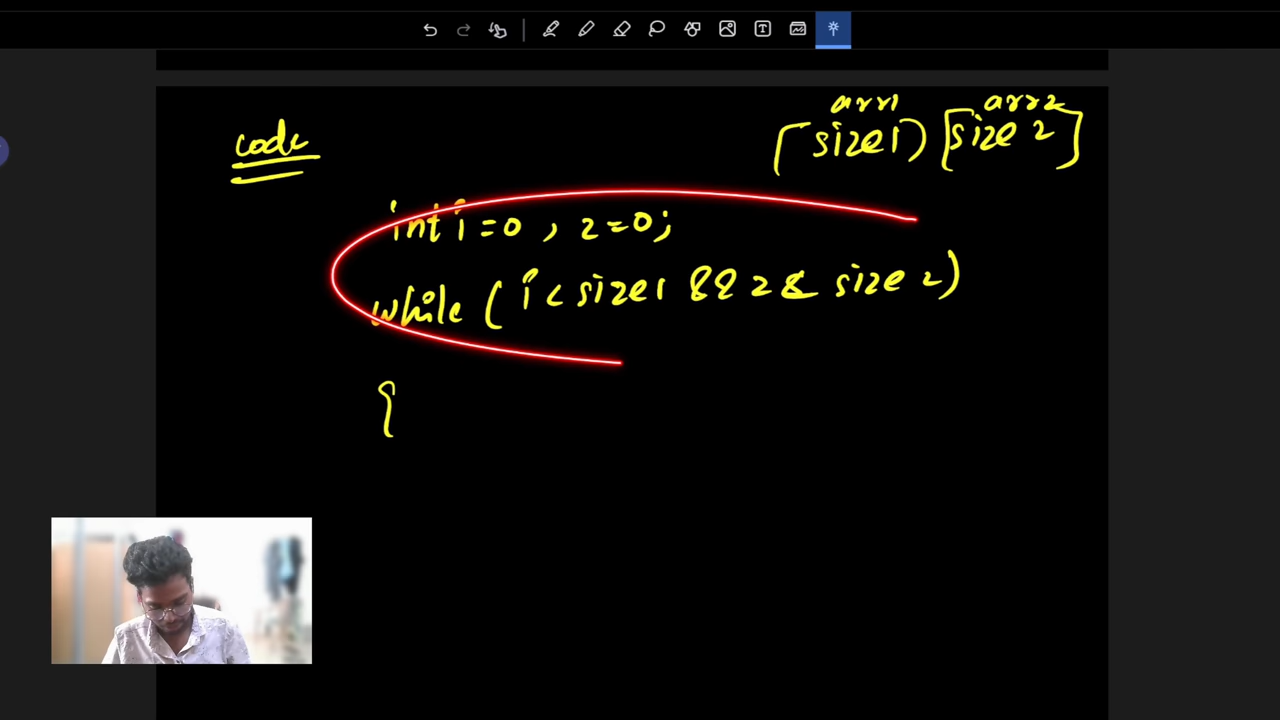 arr1 arr2
code [size1) [size 2]
int i=0 , 2=0;
while ( i < size1 && 2 & size 2)
{